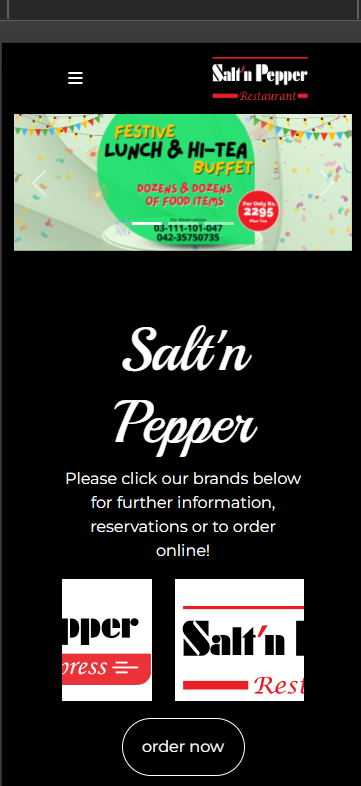 Salt'n Pepper
Restaurant
FESTIVE
LUNCH & HI-TEA
BUFFET
DOZENS & DOZENS
OF FOOD ITEMS
For Only Rs.
2295
Plus Tax
For Reservation
03-111-101-047
042-35750735
Salt'n
Pepper
Please click our brands below
for further information,
reservations or to order
online!
pper
press
Salt'n
Rest
order now